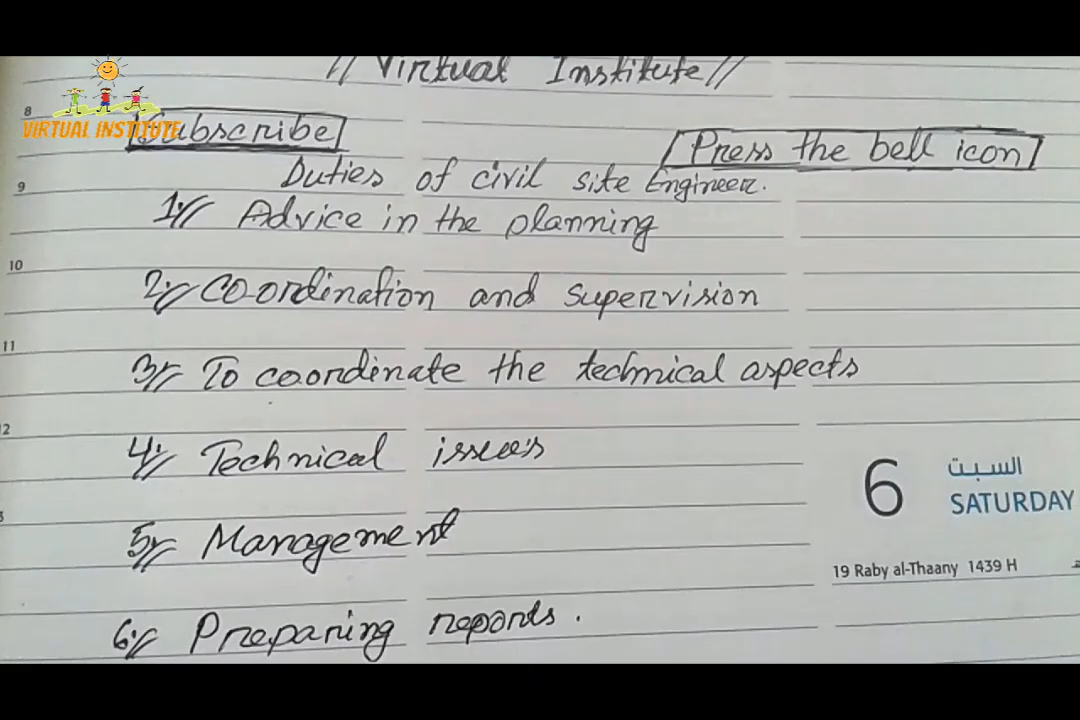 // Virtual Institute //
VIRTUAL INSTITUTE
8
Subscribe
Press the bell icon
9
Duties of civil site Engineer.
1// Advice in the planning
10
2// Coordination and supervision
11
3// To coordinate the technical aspects
12
4// Technical issues
6
السبت
SATURDAY
5// Management
19 Raby al-Thaany 1439 H
6// Preparing reports.